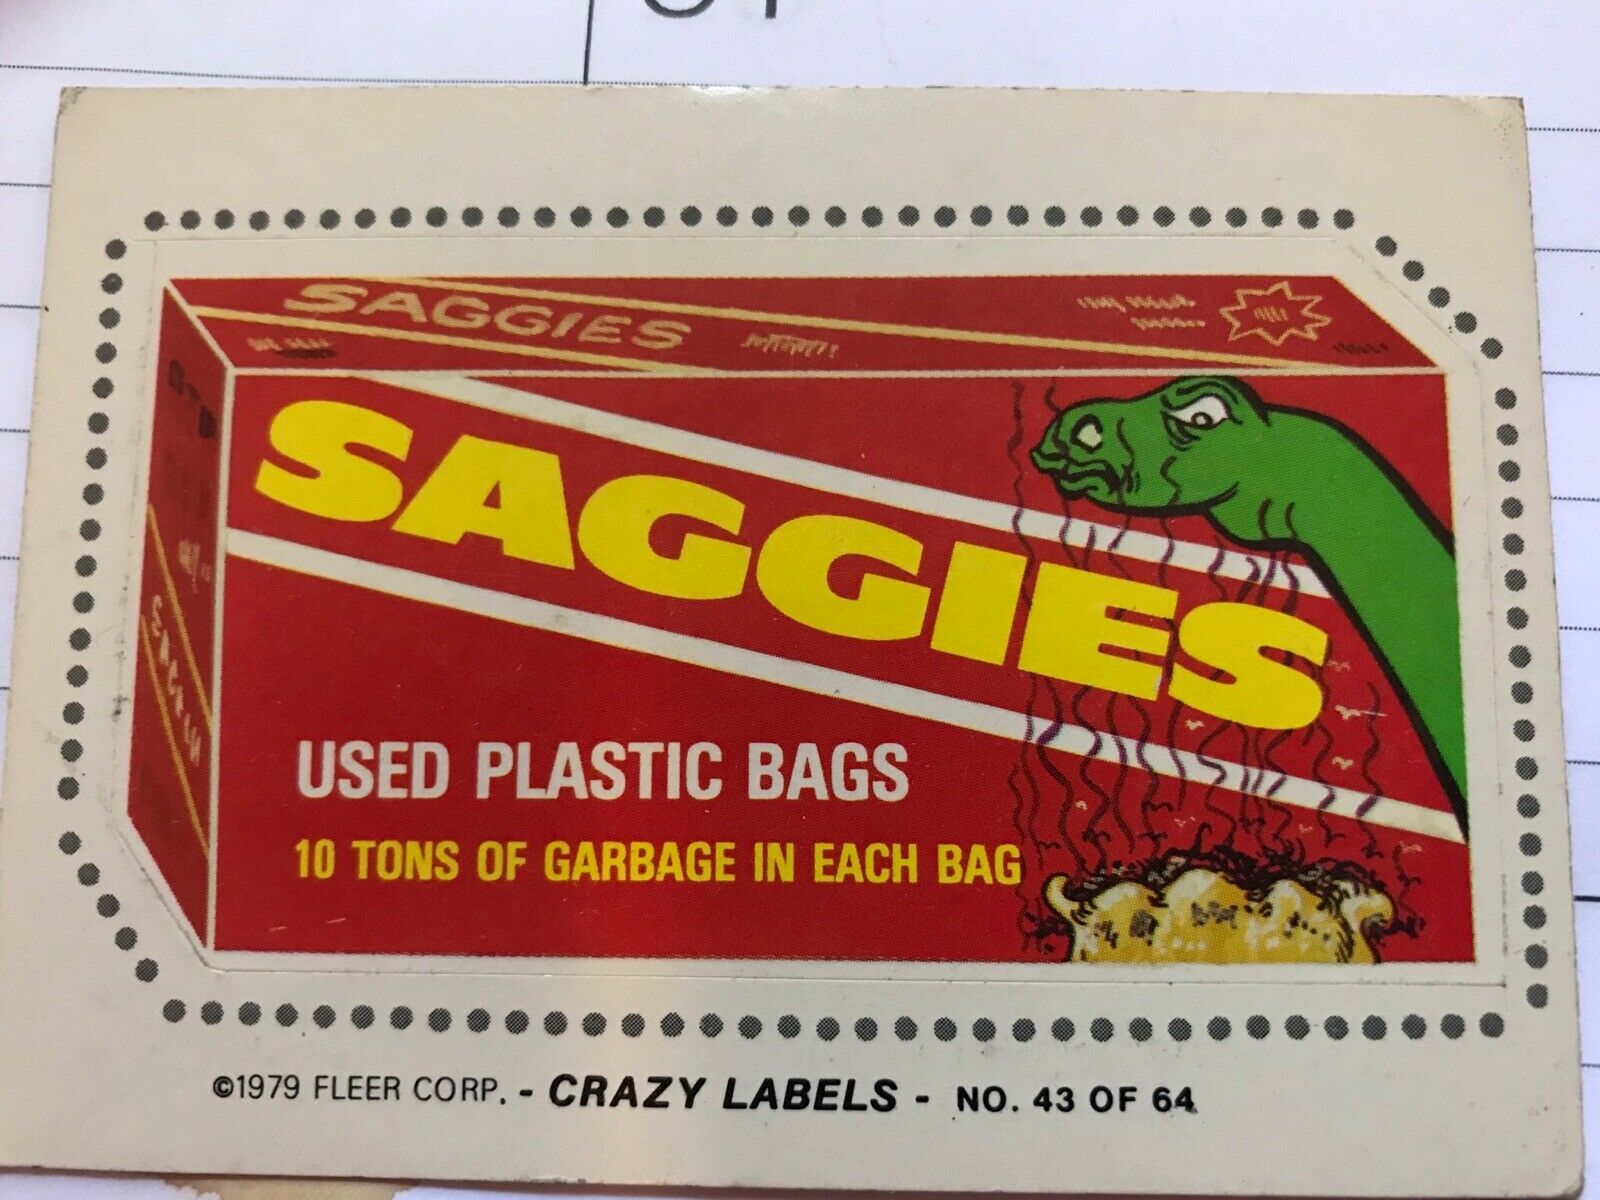 SAGGIES
SAGGIES
USED PLASTIC BAGS
10 TONS OF GARBAGE IN EACH BAG
©1979 FLEER CORP. - CRAZY LABELS - NO. 43 OF 64